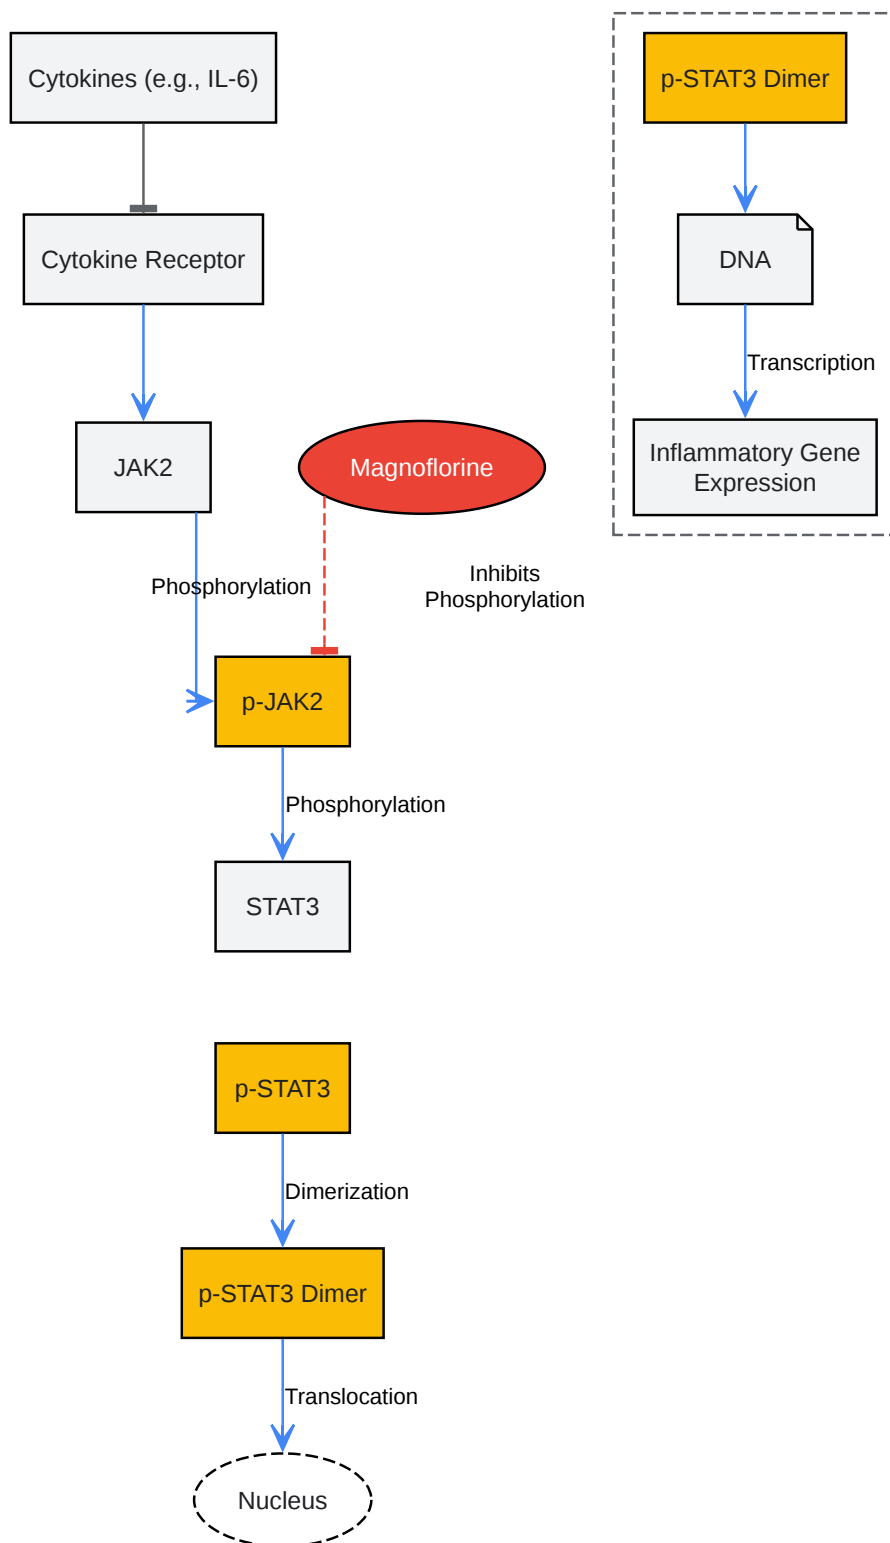 Cytokines (e.g., IL-6)
Cytokine Receptor
JAK2
Magnoflorine
Phosphorylation
Inhibits
Phosphorylation
p-JAK2
Phosphorylation
STAT3
p-STAT3
Dimerization
p-STAT3 Dimer
Translocation
Nucleus
p-STAT3 Dimer
DNA
Transcription
Inflammatory Gene
Expression